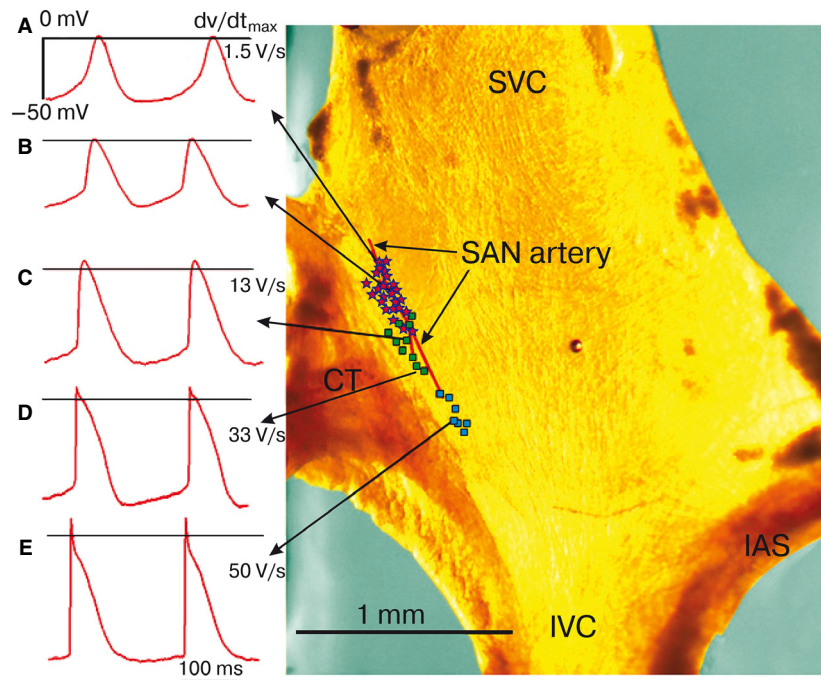 A
0 mV
dv/dtmax
1.5 V/s
−50 mV
B
C
13 V/s
D
33 V/s
E
50 V/s
100 ms
SVC
SAN artery
CT
IAS
1 mm
IVC